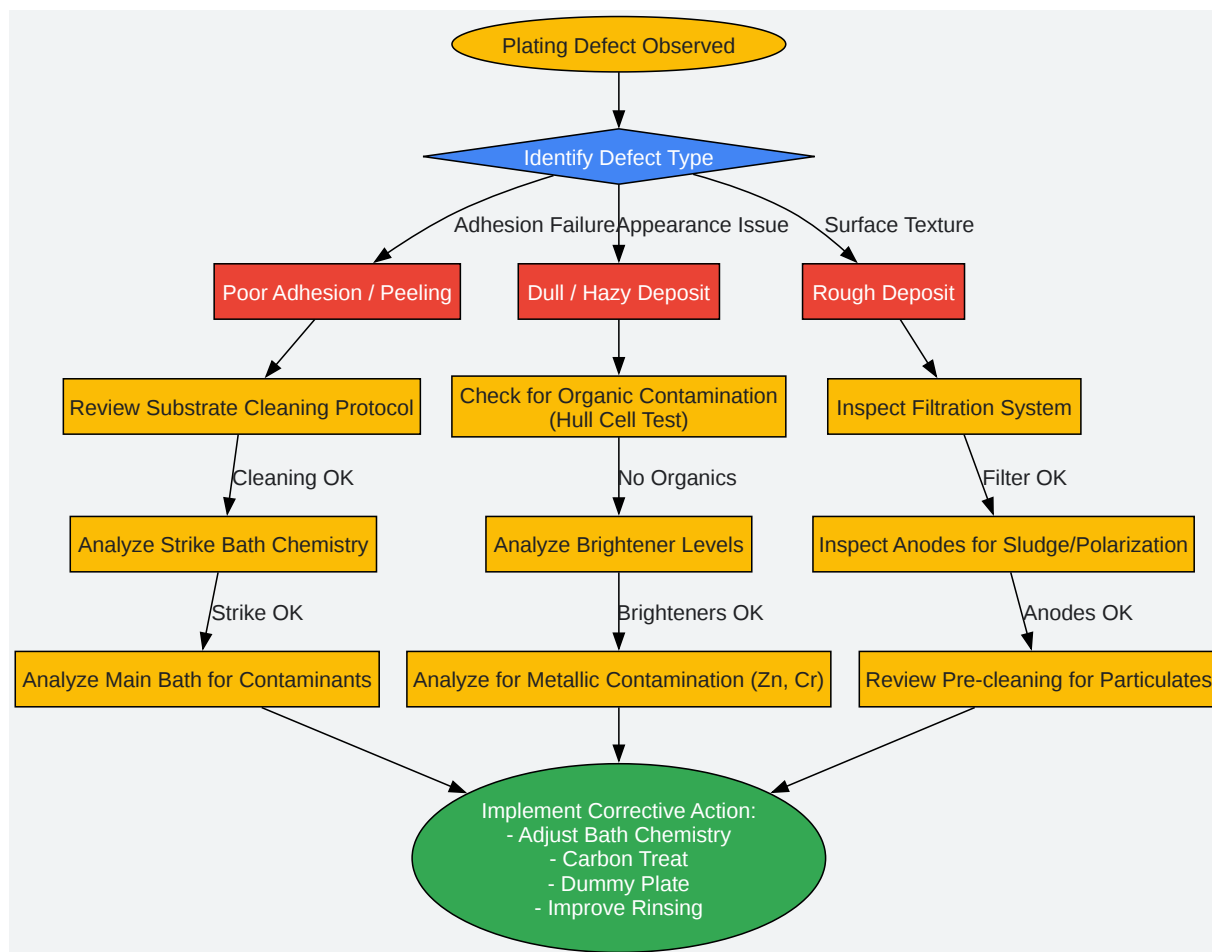 Plating Defect Observed
Identify Defect Type
Adhesion Failure
Appearance Issue
Surface Texture
Poor Adhesion / Peeling
Dull / Hazy Deposit
Rough Deposit
Review Substrate Cleaning Protocol
Check for Organic Contamination
(Hull Cell Test)
Inspect Filtration System
Cleaning OK
No Organics
Filter OK
Analyze Strike Bath Chemistry
Analyze Brightener Levels
Inspect Anodes for Sludge/Polarization
Strike OK
Brighteners OK
Anodes OK
Analyze Main Bath for Contaminants
Analyze for Metallic Contamination (Zn, Cr)
Review Pre-cleaning for Particulates
Implement Corrective Action:
- Adjust Bath Chemistry
- Carbon Treat
- Dummy Plate
- Improve Rinsing